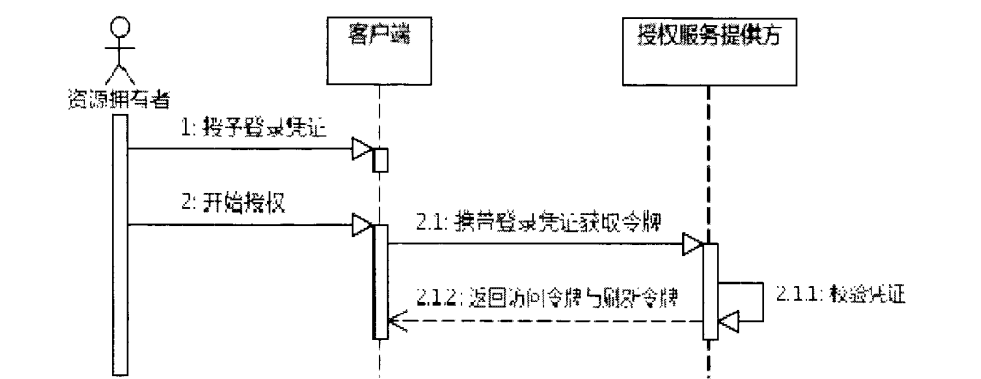 客户端
授权服务提供方
资源拥有者
1: 授予登录凭证
2: 开始授权
2.1: 携带登录凭证获取令牌
2.1.2: 返回访问令牌与刷新令牌
2.1.1: 校验凭证